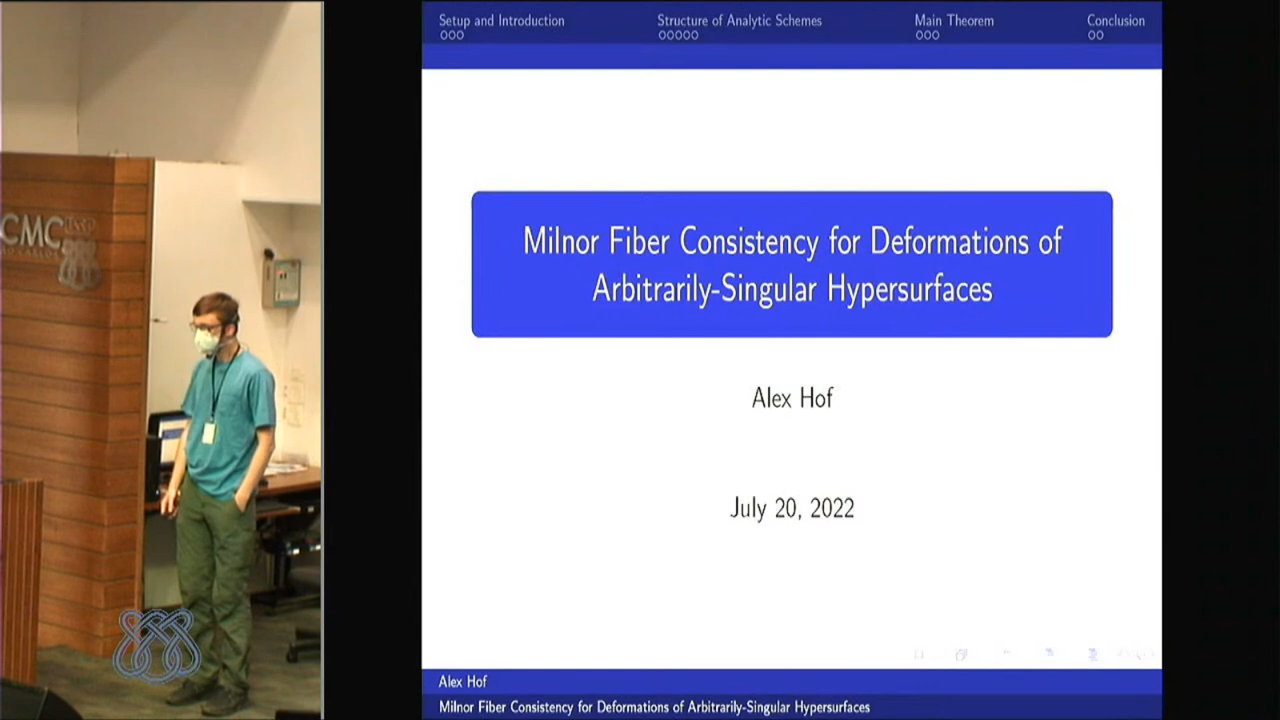 Setup and Introduction
Structure of Analytic Schemes
Main Theorem
Conclusion
Milnor Fiber Consistency for Deformations of
Arbitrarily-Singular Hypersurfaces
Alex Hof
July 20, 2022
Alex Hof
Milnor Fiber Consistency for Deformations of Arbitrarily-Singular Hypersurfaces
CMC